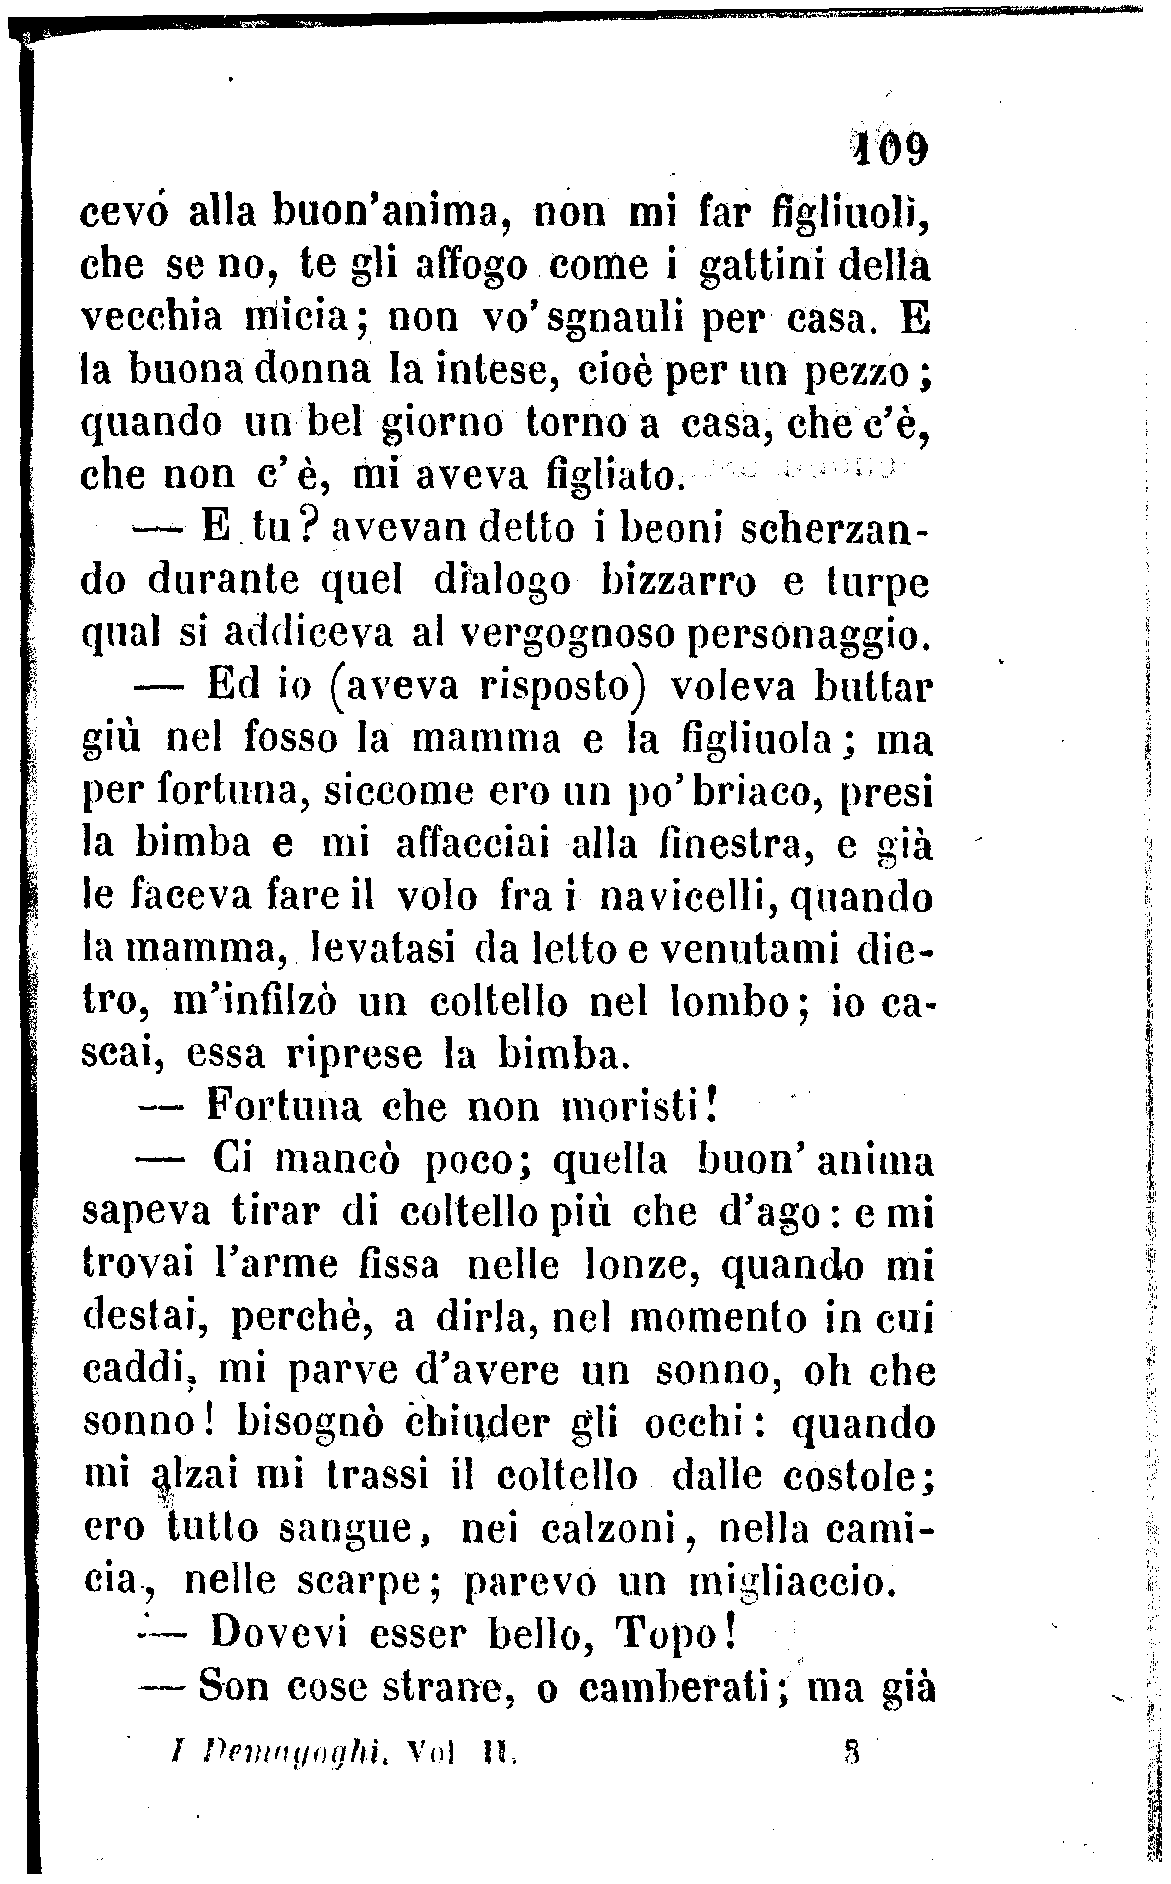 109
cevo alla buon'anima, non mi far figliuoli,
che se no, te gli affogo come i gattini della
vecchia micia; non vo' sgnauli per casa. E
la buona donna la intese, cioè per un pezzo;
quando un bel giorno torno a casa, che c'è,
che non c'è, mi aveva figliato.
— E tu? avevan detto i beoni scherzan-
do durante quel dialogo bizzarro e turpe
qual si addiceva al vergognoso personaggio.
— Ed io (aveva risposto) voleva buttar
giù nel fosso la mamma e la figliuola; ma
per fortuna, siccome ero un po' briaco, presi
la bimba e mi affacciai alla finestra, e già
le faceva fare il volo fra i navicelli, quando
la mamma, levatasi da letto e venutami die-
tro, m'infilzò un coltello nel lombo; io ca-
scai, essa riprese la bimba.
— Fortuna che non moristi!
— Ci mancò poco; quella buon' anima
sapeva tirar di coltello più che d'ago: e mi
trovai l'arme fissa nelle lonze, quando mi
destai, perchè, a dirla, nel momento in cui
caddi, mi parve d'avere un sonno, oh che
sonno! bisognò chiuder gli occhi: quando
mi alzai mi trassi il coltello dalle costole;
ero tutto sangue, nei calzoni, nella cami-
cia, nelle scarpe; parevo un migliaccio.
— Dovevi esser bello, Topo!
— Son cose strane, o camberati; ma già
I Demagoghi. Vol II. 8